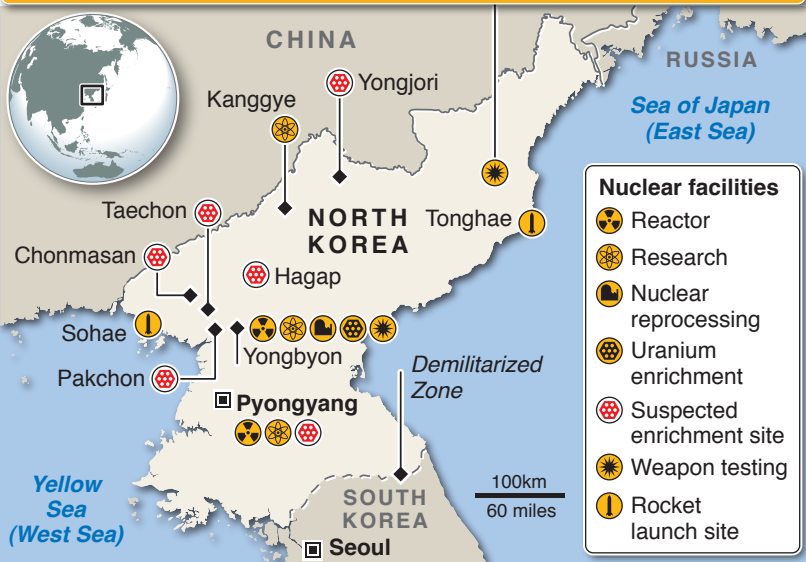 CHINA
RUSSIA
Yongjori
Kanggye
Sea of Japan
(East Sea)
Taechon
NORTH
KOREA
Tonghae
Chonmasan
Hagap
Sohae
Yongbyon
Pakchon
Demilitarized
Zone
Pyongyang
Yellow
Sea
(West Sea)
SOUTH
KOREA
Seoul
100km
60 miles
Nuclear facilities
Reactor
Research
Nuclear
reprocessing
Uranium
enrichment
Suspected
enrichment site
Weapon testing
Rocket
launch site